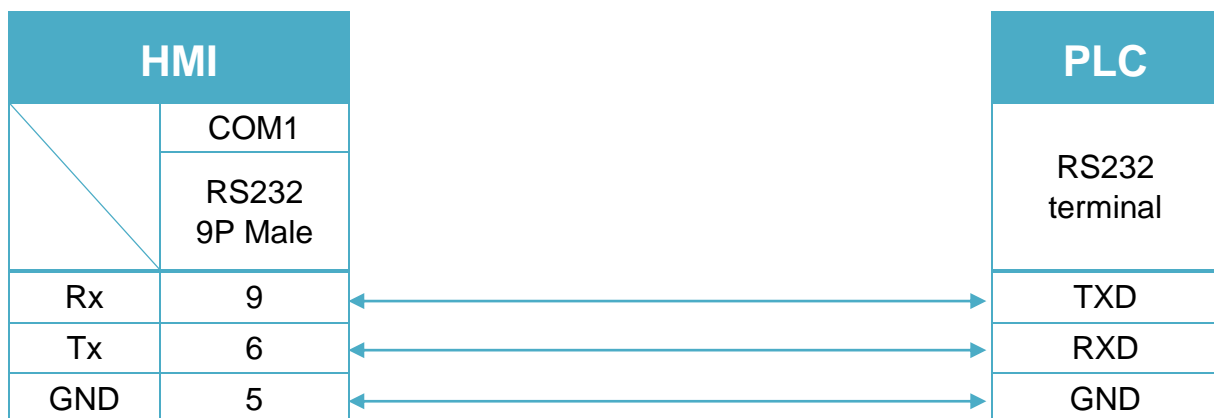 HMI
PLC
COM1
RS232
9P Male
RS232
terminal
Rx 9 TXD
Tx 6 RXD
GND 5 GND